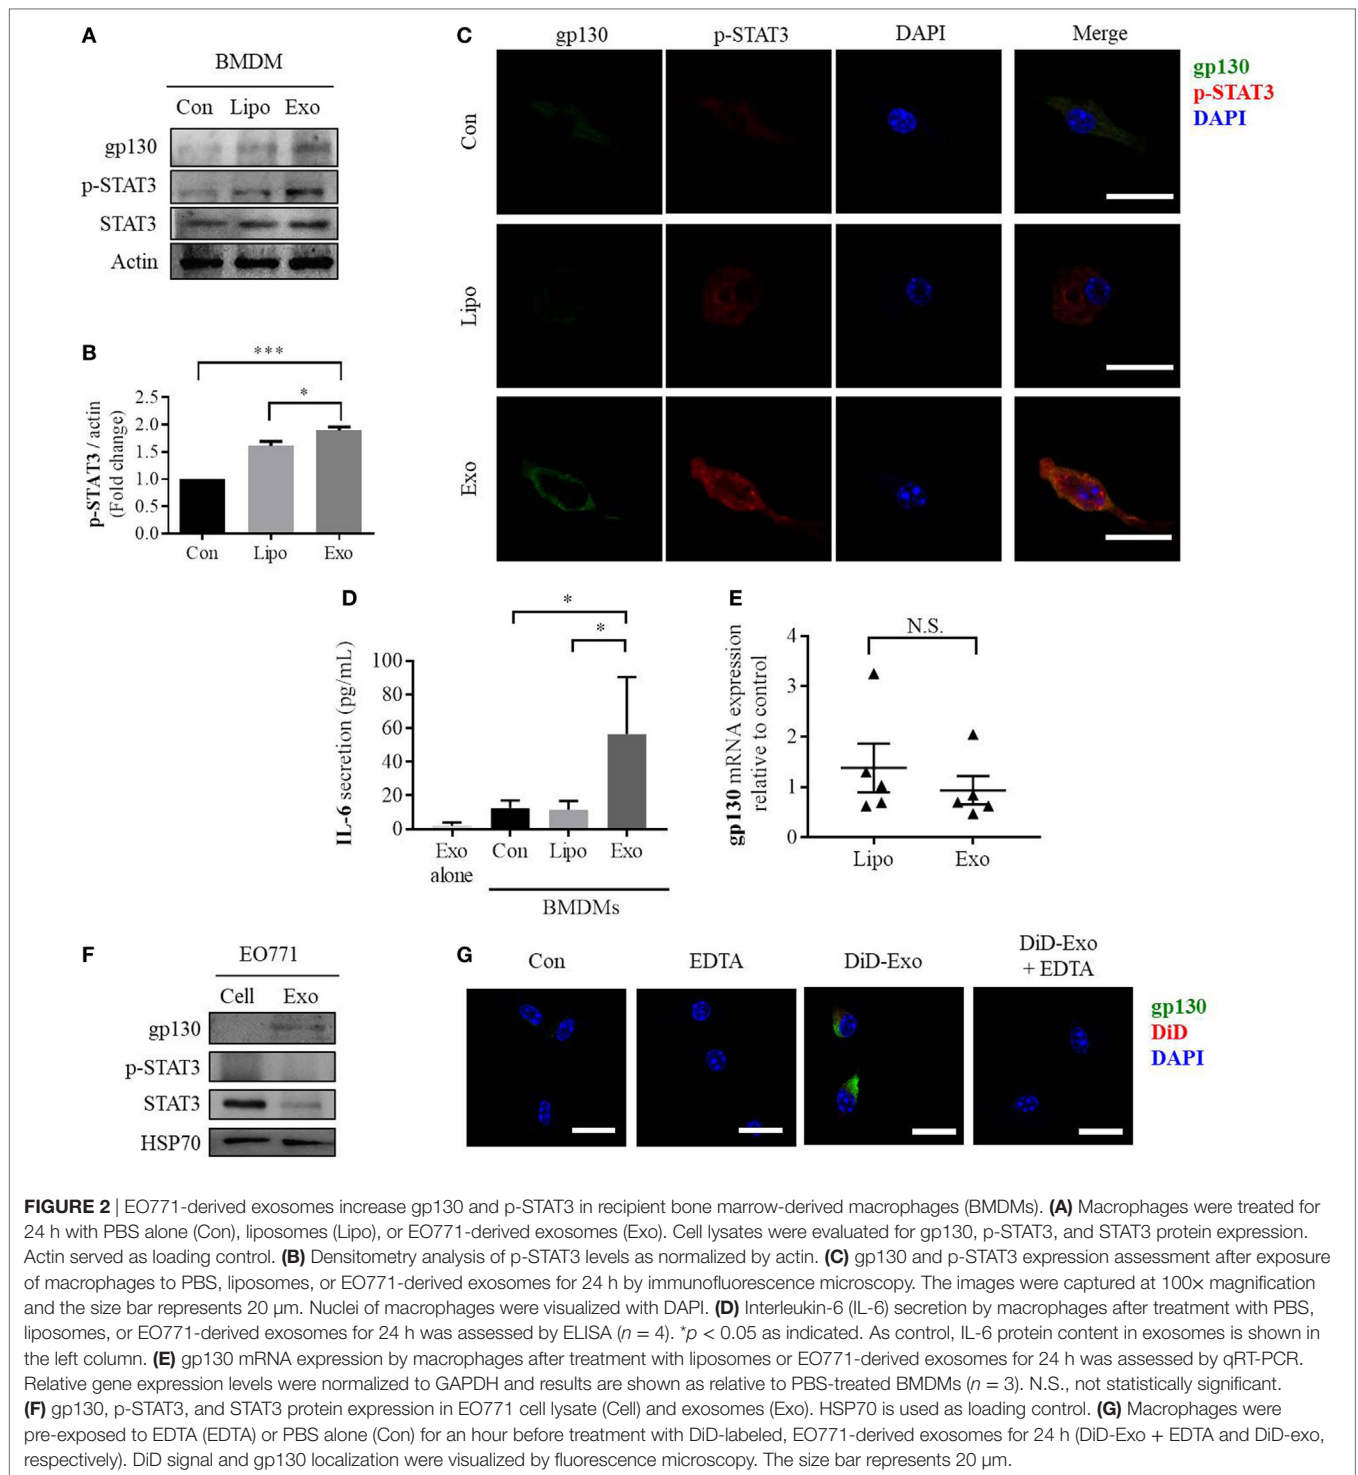 A
BMDM
Con Lipo Exo
gp130
p-STAT3
STAT3
Actin
B
***
*
p-STAT3 / actin
(Fold change)
2.5
2.0
1.5
1.0
0.5
0.0
Con Lipo Exo
C
gp130 p-STAT3 DAPI Merge
gp130
p-STAT3
DAPI
Con
Lipo
Exo
D
*
*
IL-6 secretion (pg/mL)
100
80
60
40
20
0
Exo alone
Con Lipo Exo
BMDMs
E
N.S.
gp130 mRNA expression
relative to control
4
3
2
1
0
Lipo Exo
F
EO771
Cell Exo
gp130
p-STAT3
STAT3
HSP70
G
Con EDTA DiD-Exo DiD-Exo
+ EDTA
gp130
DiD
DAPI
FIGURE 2 | EO771-derived exosomes increase gp130 and p-STAT3 in recipient bone marrow-derived macrophages (BMDMs). (A) Macrophages were treated for
24 h with PBS alone (Con), liposomes (Lipo), or EO771-derived exosomes (Exo). Cell lysates were evaluated for gp130, p-STAT3, and STAT3 protein expression.
Actin served as loading control. (B) Densitometry analysis of p-STAT3 levels as normalized by actin. (C) gp130 and p-STAT3 expression assessment after exposure
of macrophages to PBS, liposomes, or EO771-derived exosomes for 24 h by immunofluorescence microscopy. The images were captured at 100× magnification
and the size bar represents 20 μm. Nuclei of macrophages were visualized with DAPI. (D) Interleukin-6 (IL-6) secretion by macrophages after treatment with PBS,
liposomes, or EO771-derived exosomes for 24 h was assessed by ELISA (n = 4). *p < 0.05 as indicated. As control, IL-6 protein content in exosomes is shown in
the left column. (E) gp130 mRNA expression by macrophages after treatment with liposomes or EO771-derived exosomes for 24 h was assessed by qRT-PCR.
Relative gene expression levels were normalized to GAPDH and results are shown as relative to PBS-treated BMDMs (n = 3). N.S., not statistically significant.
(F) gp130, p-STAT3, and STAT3 protein expression in EO771 cell lysate (Cell) and exosomes (Exo). HSP70 is used as loading control. (G) Macrophages were
pre-exposed to EDTA (EDTA) or PBS alone (Con) for an hour before treatment with DiD-labeled, EO771-derived exosomes for 24 h (DiD-Exo + EDTA and DiD-exo,
respectively). DiD signal and gp130 localization were visualized by fluorescence microscopy. The size bar represents 20 μm.